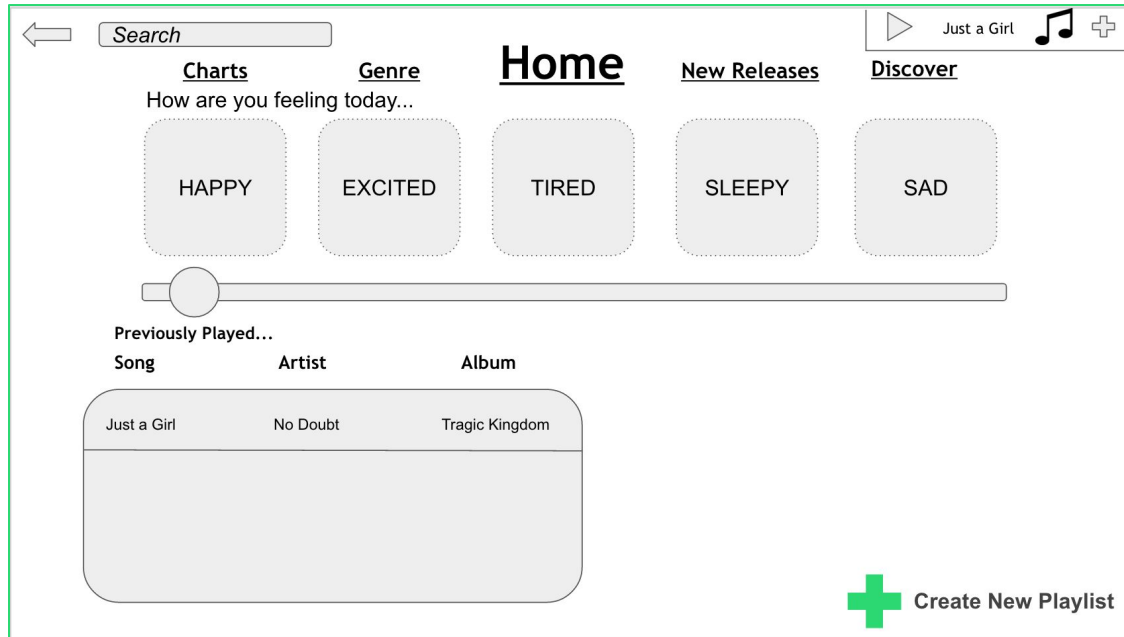 Search
Just a Girl
Charts
Genre
Home
New Releases
Discover
How are you feeling today...
HAPPY
EXCITED
TIRED
SLEEPY
SAD
Previously Played...
Song
Artist
Album
Just a Girl
No Doubt
Tragic Kingdom
Create New Playlist